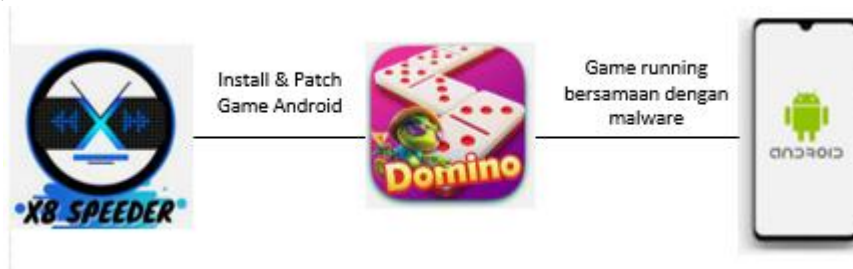 X8 SPEEDER
Install & Patch
Game Android
Domino
Game running
bersamaan dengan
malware
ANDROID